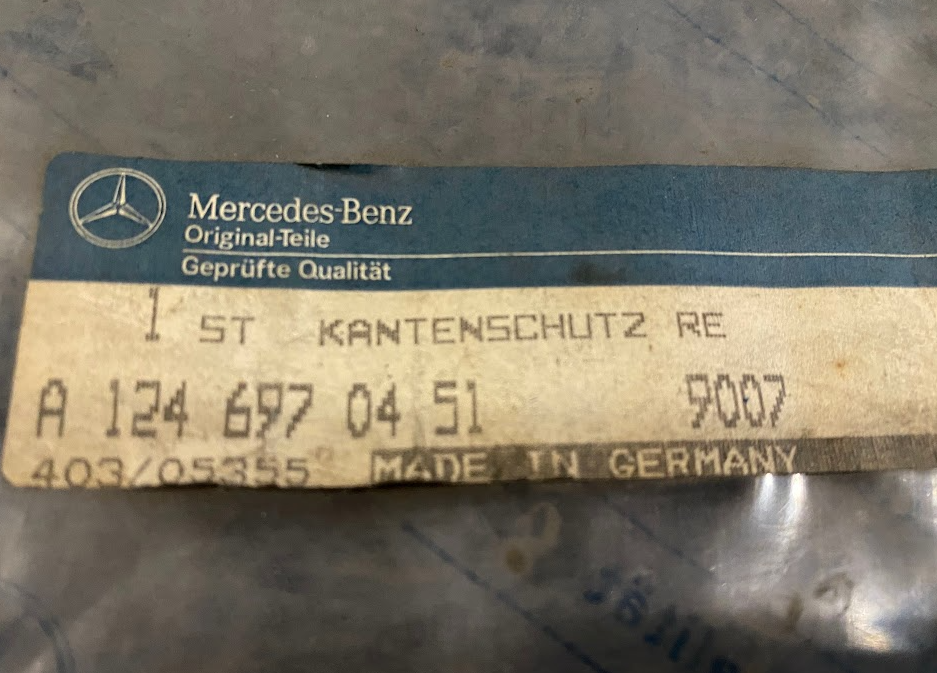 Mercedes-Benz
Original-Teile
Geprüfte Qualität
1 ST KANTENSCHUTZ RE
A 124 697 04 51 9007
403/05355 MADE IN GERMANY